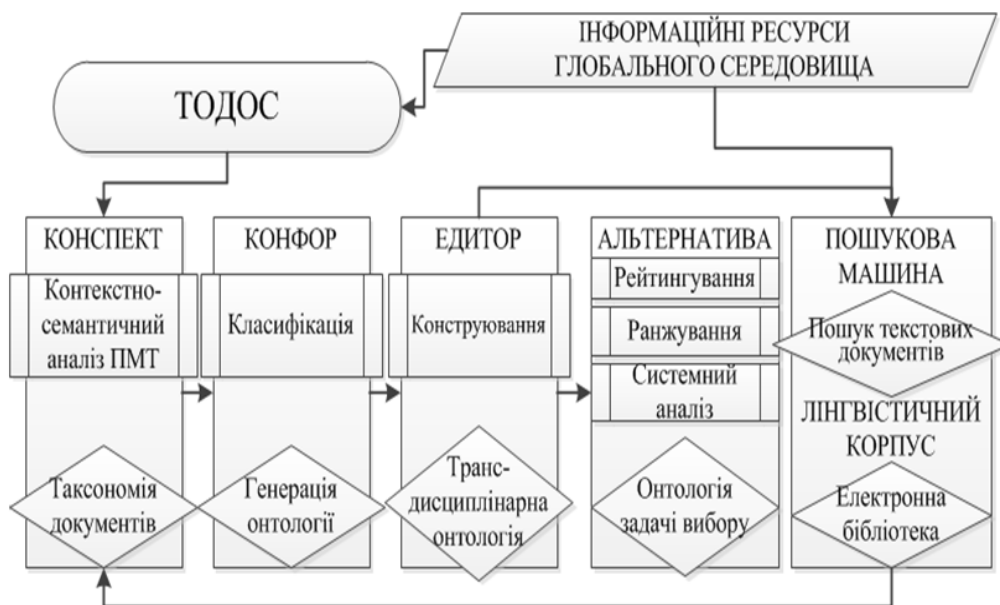 ІНФОРМАЦІЙНІ РЕСУРСИ
ГЛОБАЛЬНОГО СЕРЕДОВИЩА
ТОДОС
КОНСПЕКТ
Контекстно-
семантичний
аналіз ПМТ
Таксономія
документів
КОНФОР
Класифікація
Генерація
онтології
ЕДИТОР
Конструювання
Транс-
дисциплінарна
онтологія
АЛЬТЕРНАТИВА
Рейтингування
Ранжування
Системний
аналіз
Онтологія
задачі вибору
ПОШУКОВА
МАШИНА
Пошук текстових
документів
ЛІНГВІСТИЧНИЙ
КОРПУС
Електронна
бібліотека